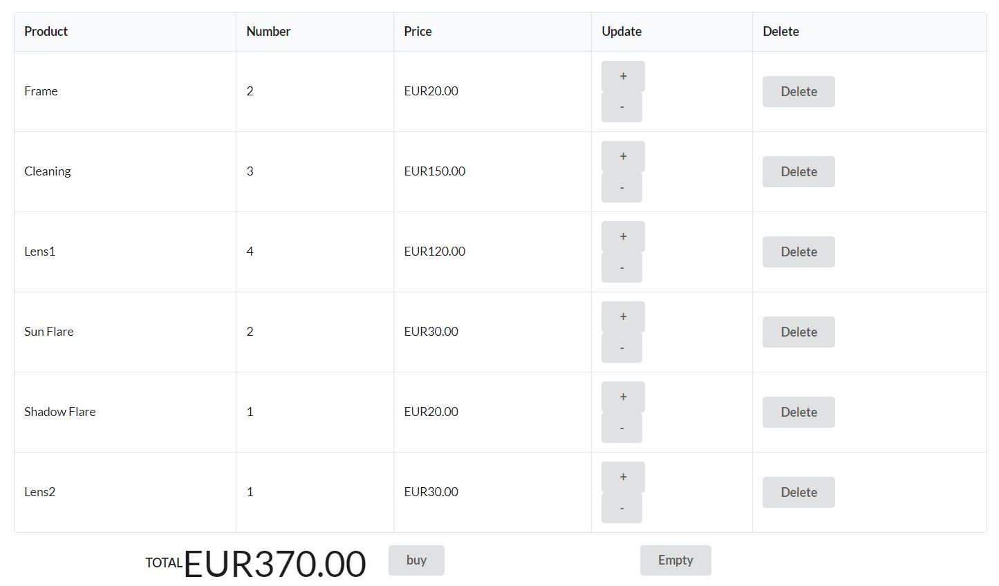 Product Number Price Update Delete
+
Frame 2 EUR20.00 Delete
-
+
Cleaning 3 EUR150.00 Delete
-
+
Lens1 4 EUR120.00 Delete
-
+
Sun Flare 2 EUR30.00 Delete
-
+
Shadow Flare 1 EUR20.00 Delete
-
+
Lens2 1 EUR30.00 Delete
-
TOTAL EUR370.00 buy Empty